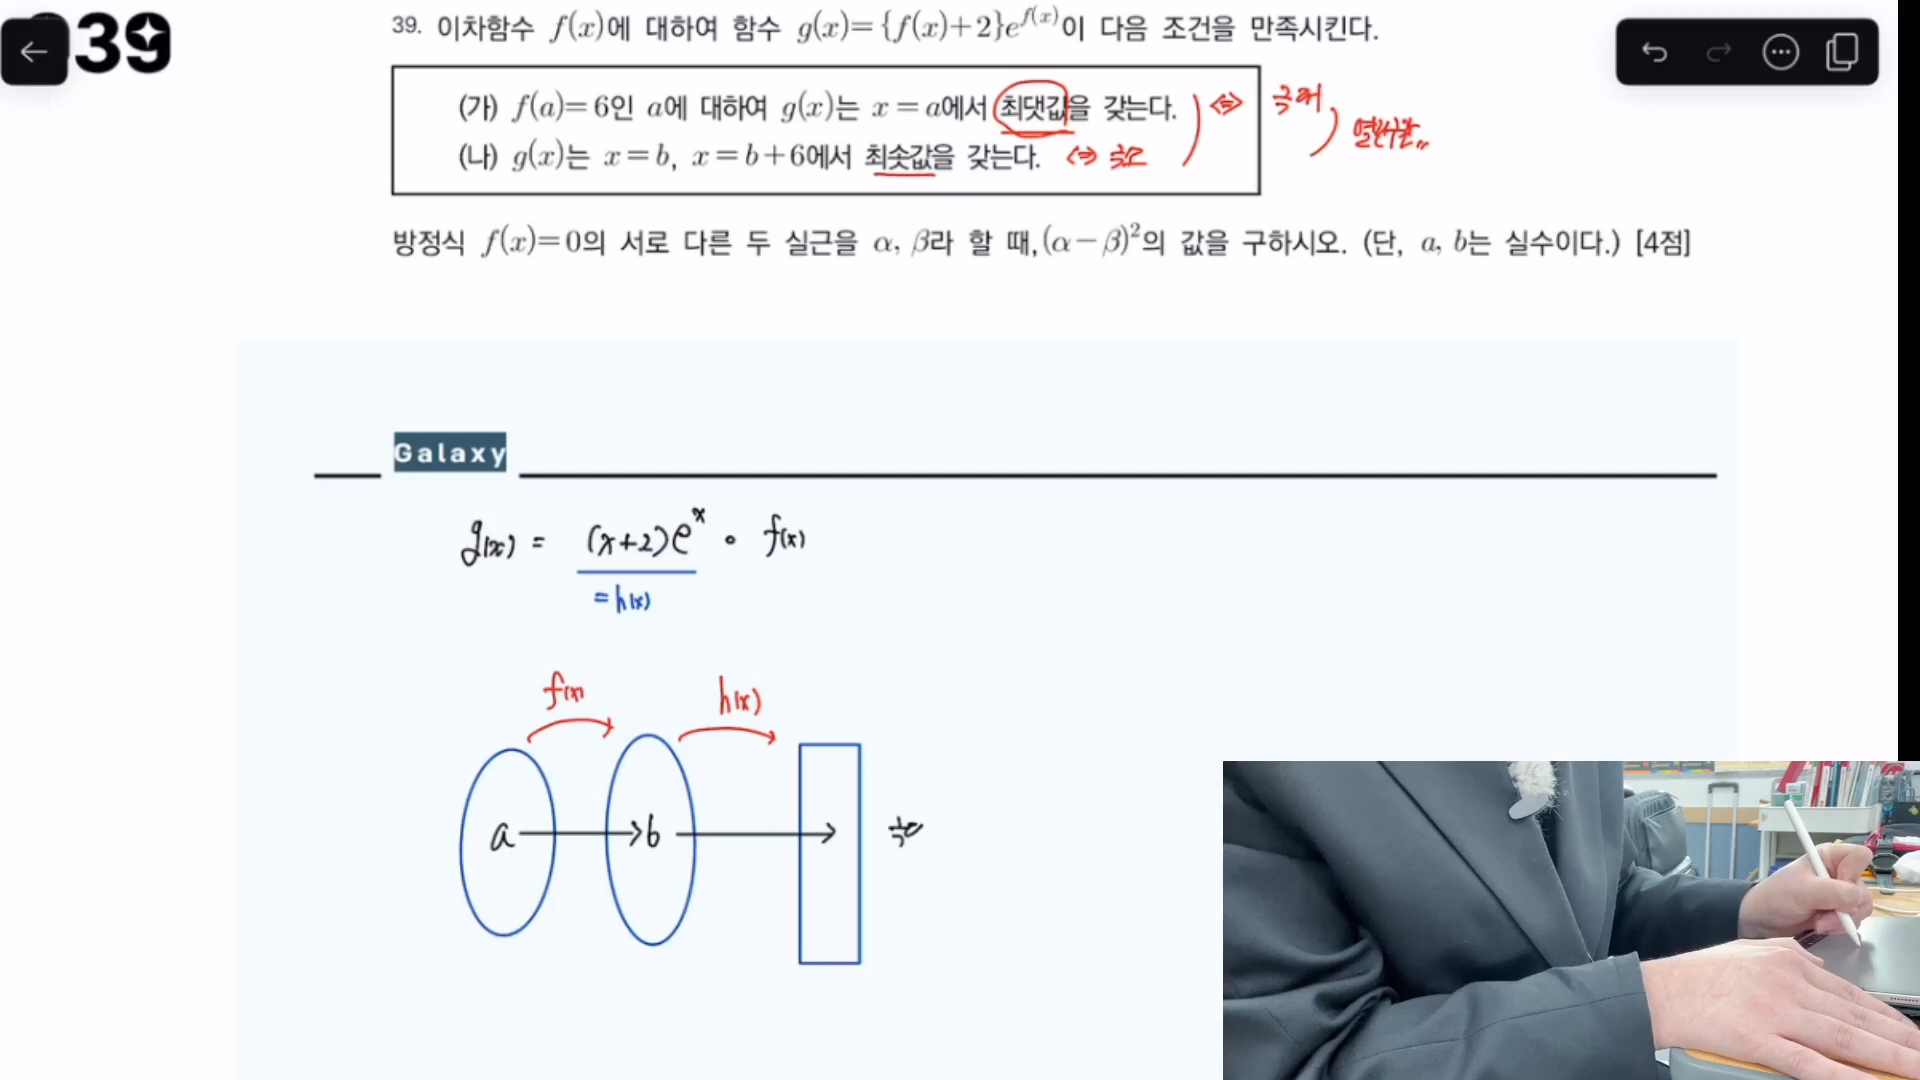 39
39. 이차함수 f(x)에 대하여 함수 g(x)={f(x)+2}e^{f(x)}이 다음 조건을 만족시킨다.
(가) f(a)=6인 a에 대하여 g(x)는 x=a에서 최댓값을 갖는다. ⇔ 극대
(나) g(x)는 x=b, x=b+6에서 최솟값을 갖는다. ⇔ 극소
방정식 f(x)=0의 서로 다른 두 실근을 α, β라 할 때, (α-β)²의 값을 구하시오. (단, a, b는 실수이다.) [4점]
Galaxy
g(x) = (x+2)e^x ∘ f(x)
= h(x)
f(x) h(x)
a b